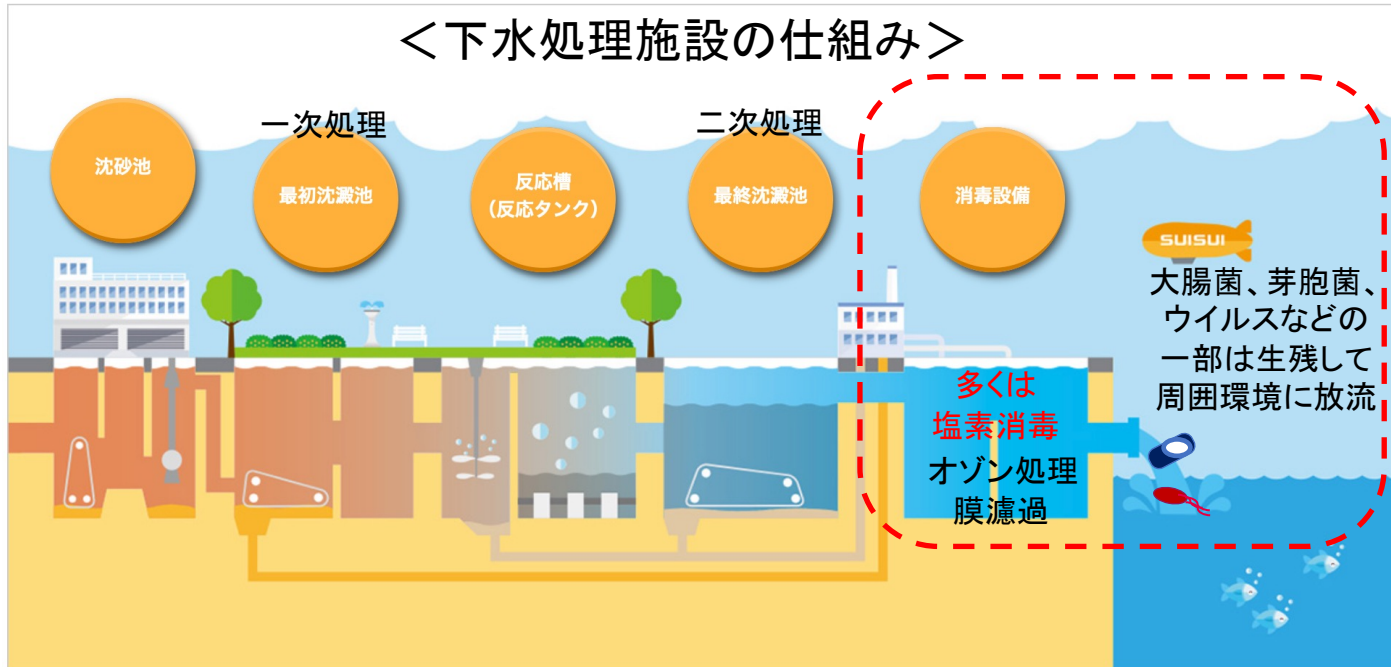 ＜下水処理施設の仕組み＞
沈砂池
一次処理
最初沈澱池
反応槽
（反応タンク）
二次処理
最終沈澱池
消毒設備
SUISUI
大腸菌、芽胞菌、
ウイルスなどの
一部は生残して
周囲環境に放流
多くは
塩素消毒
オゾン処理
膜濾過